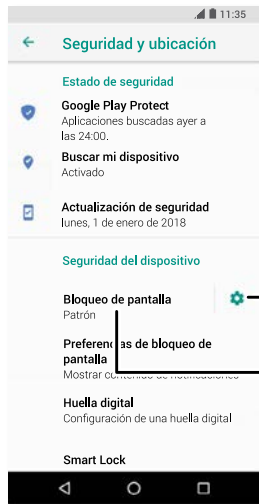 11:35
Seguridad y ubicación
Estado de seguridad
Google Play Protect
Aplicaciones buscadas ayer a
las 24:00.
Buscar mi dispositivo
Activado
Actualización de seguridad
lunes, 1 de enero de 2018
Seguridad del dispositivo
Bloqueo de pantalla
Patrón
Preferencias de bloqueo de
pantalla
Mostrar contenido de notificaciones
Huella digital
Configuración de una huella digital
Smart Lock